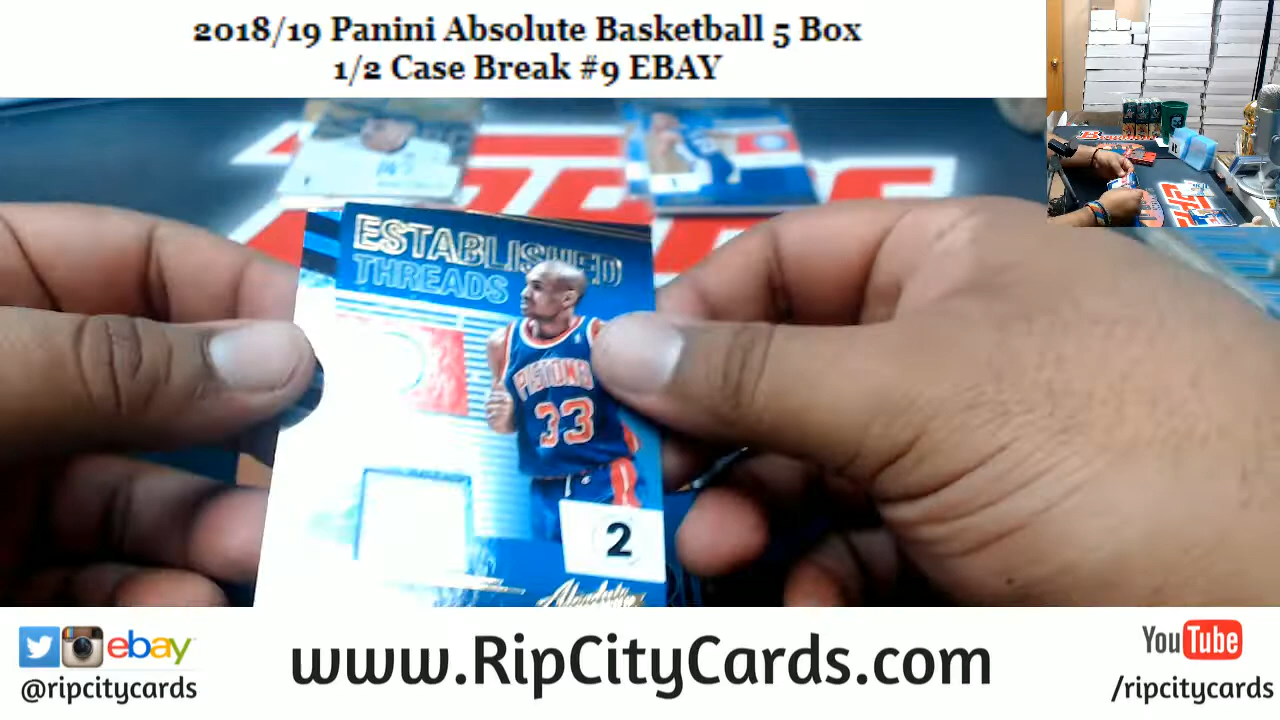 2018/19 Panini Absolute Basketball 5 Box
1/2 Case Break #9 EBAY
ESTABLISHED
THREADS
PISTONS
33
2
Absolute
ebay
@ripcitycards
www.RipCityCards.com
YouTube
/ripcitycards